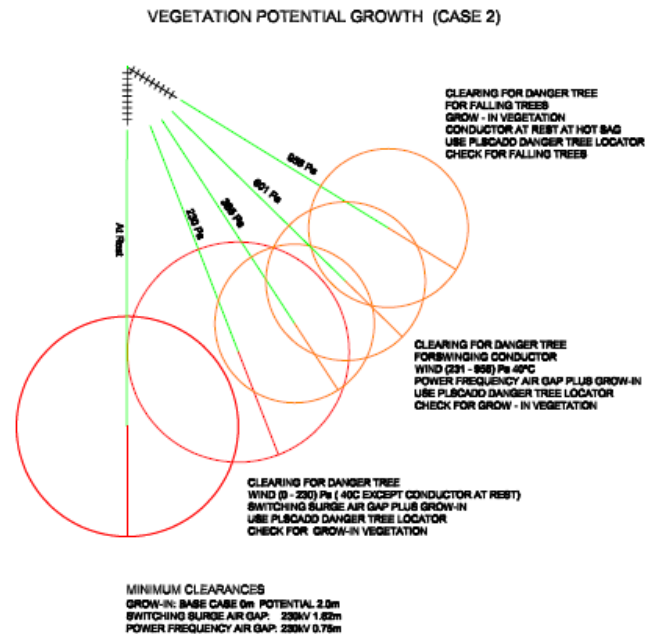 VEGETATION POTENTIAL GROWTH (CASE 2)
CLEARING FOR DANGER TREE
FOR FALLING TREES
GROW - IN VEGETATION
CONDUCTOR AT REST AT HOT SAG
USE PLSCADD DANGER TREE LOCATOR
CHECK FOR FALLING TREES
956 Pa
601 Pa
386 Pa
230 Pa
At Rest
CLEARING FOR DANGER TREE
FORSWINGING CONDUCTOR
WIND (231 - 956) Pa 40°C
POWER FREQUENCY AIR GAP PLUS GROW-IN
USE PLSCADD DANGER TREE LOCATOR
CHECK FOR GROW - IN VEGETATION
CLEARING FOR DANGER TREE
WIND (0 - 230) Pa ( 40C EXCEPT CONDUCTOR AT REST)
SWITCHING SURGE AIR GAP PLUS GROW-IN
USE PLSCADD DANGER TREE LOCATOR
CHECK FOR GROW-IN VEGETATION
MINIMUM CLEARANCES
GROW-IN: BASE CASE 0m POTENTIAL 2.0m
SWITCHING SURGE AIR GAP: 230kV 1.62m
POWER FREQUENCY AIR GAP: 230kV 0.75m